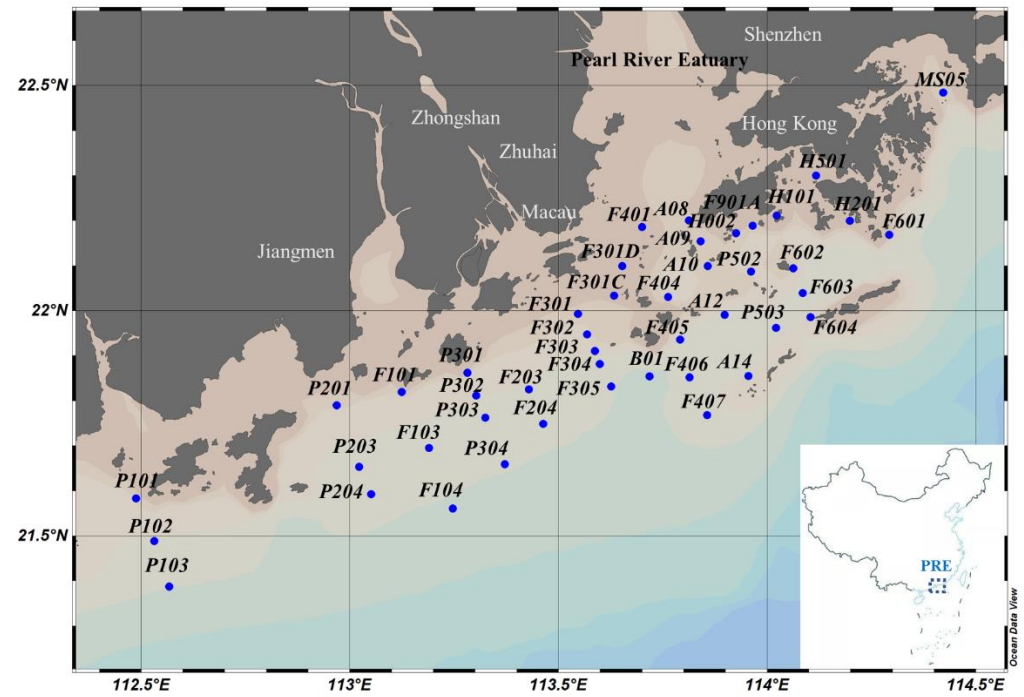 Shenzhen
Pearl River Eatuary
MS05
22.5°N
Zhongshan
Hong Kong
Zhuhai
H501
Macau
F401
A08
F901A
H101
H002
H201
F601
Jiangmen
F301D
A09
A10
P502
F602
F301C
F404
F603
22°N
F301
A12
P503
F302
F405
F604
F303
P301
F304
B01
F406
A14
P201
F101
P302
F203
F305
P303
F204
F407
F103
P203
P304
P101
P204
F104
P102
21.5°N
P103
PRE
Ocean Data View
112.5°E
113°E
113.5°E
114°E
114.5°E